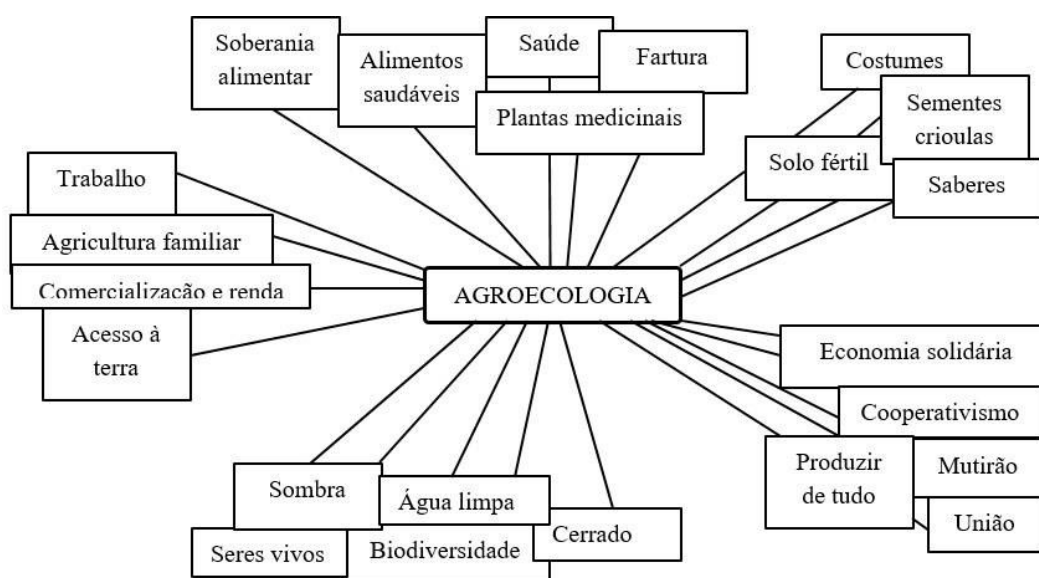 Soberania
alimentar
Alimentos
saudáveis
Saúde
Fartura
Plantas medicinais
Costumes
Sementes
crioulas
Solo fértil
Saberes
Trabalho
Agricultura familiar
Comercialização e renda
Acesso à
terra
AGROECOLOGIA
Economia solidária
Cooperativismo
Produzir
de tudo
Mutirão
União
Sombra
Água limpa
Cerrado
Seres vivos
Biodiversidade